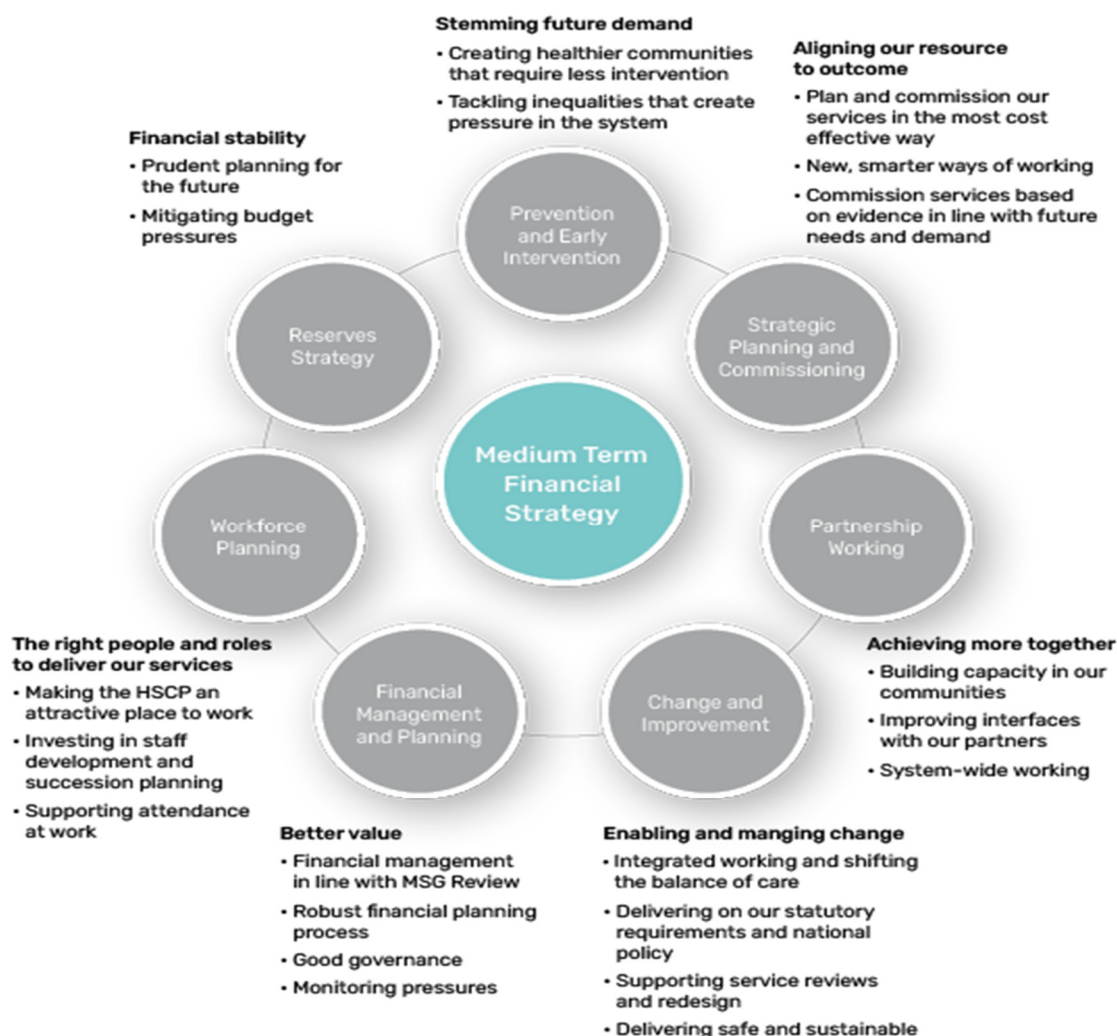 Stemming future demand
• Creating healthier communities
that require less intervention
• Tackling inequalities that create
pressure in the system
Aligning our resource
to outcome
• Plan and commission our
services in the most cost
effective way
• New, smarter ways of working
• Commission services based
on evidence in line with future
needs and demand
Financial stability
• Prudent planning for
the future
• Mitigating budget
pressures
Prevention
and Early
Intervention
Reserves
Strategy
Strategic
Planning and
Commissioning
Medium Term
Financial
Strategy
Workforce
Planning
Partnership
Working
The right people and roles
to deliver our services
• Making the HSCP an
attractive place to work
• Investing in staff
development and
succession planning
• Supporting attendance
at work
Financial
Management
and Planning
Change and
Improvement
Achieving more together
• Building capacity in our
communities
• Improving interfaces
with our partners
• System-wide working
Better value
• Financial management
in line with MSG Review
• Robust financial planning
process
• Good governance
• Monitoring pressures
Enabling and manging change
• Integrated working and shifting
the balance of care
• Delivering on our statutory
requirements and national
policy
• Supporting service reviews
and redesign
• Delivering safe and sustainable